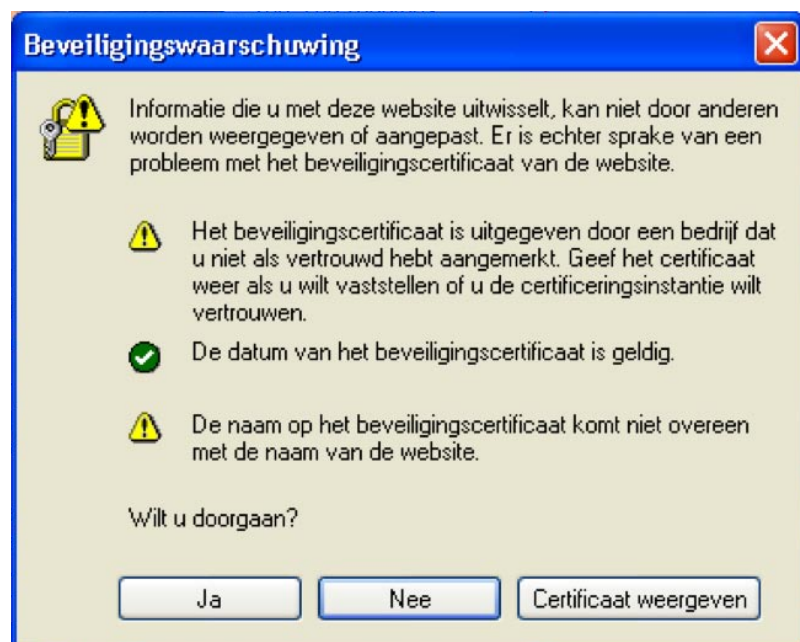 Beveiligingswaarschuwing
Informatie die u met deze website uitwisselt, kan niet door anderen
worden weergegeven of aangepast. Er is echter sprake van een
probleem met het beveiligingscertificaat van de website.
Het beveiligingscertificaat is uitgegeven door een bedrijf dat
u niet als vertrouwd hebt aangemerkt. Geef het certificaat
weer als u wilt vaststellen of u de certificeringsinstantie wilt
vertrouwen.
De datum van het beveiligingscertificaat is geldig.
De naam op het beveiligingscertificaat komt niet overeen
met de naam van de website.
Wilt u doorgaan?
Ja Nee Certificaat weergeven